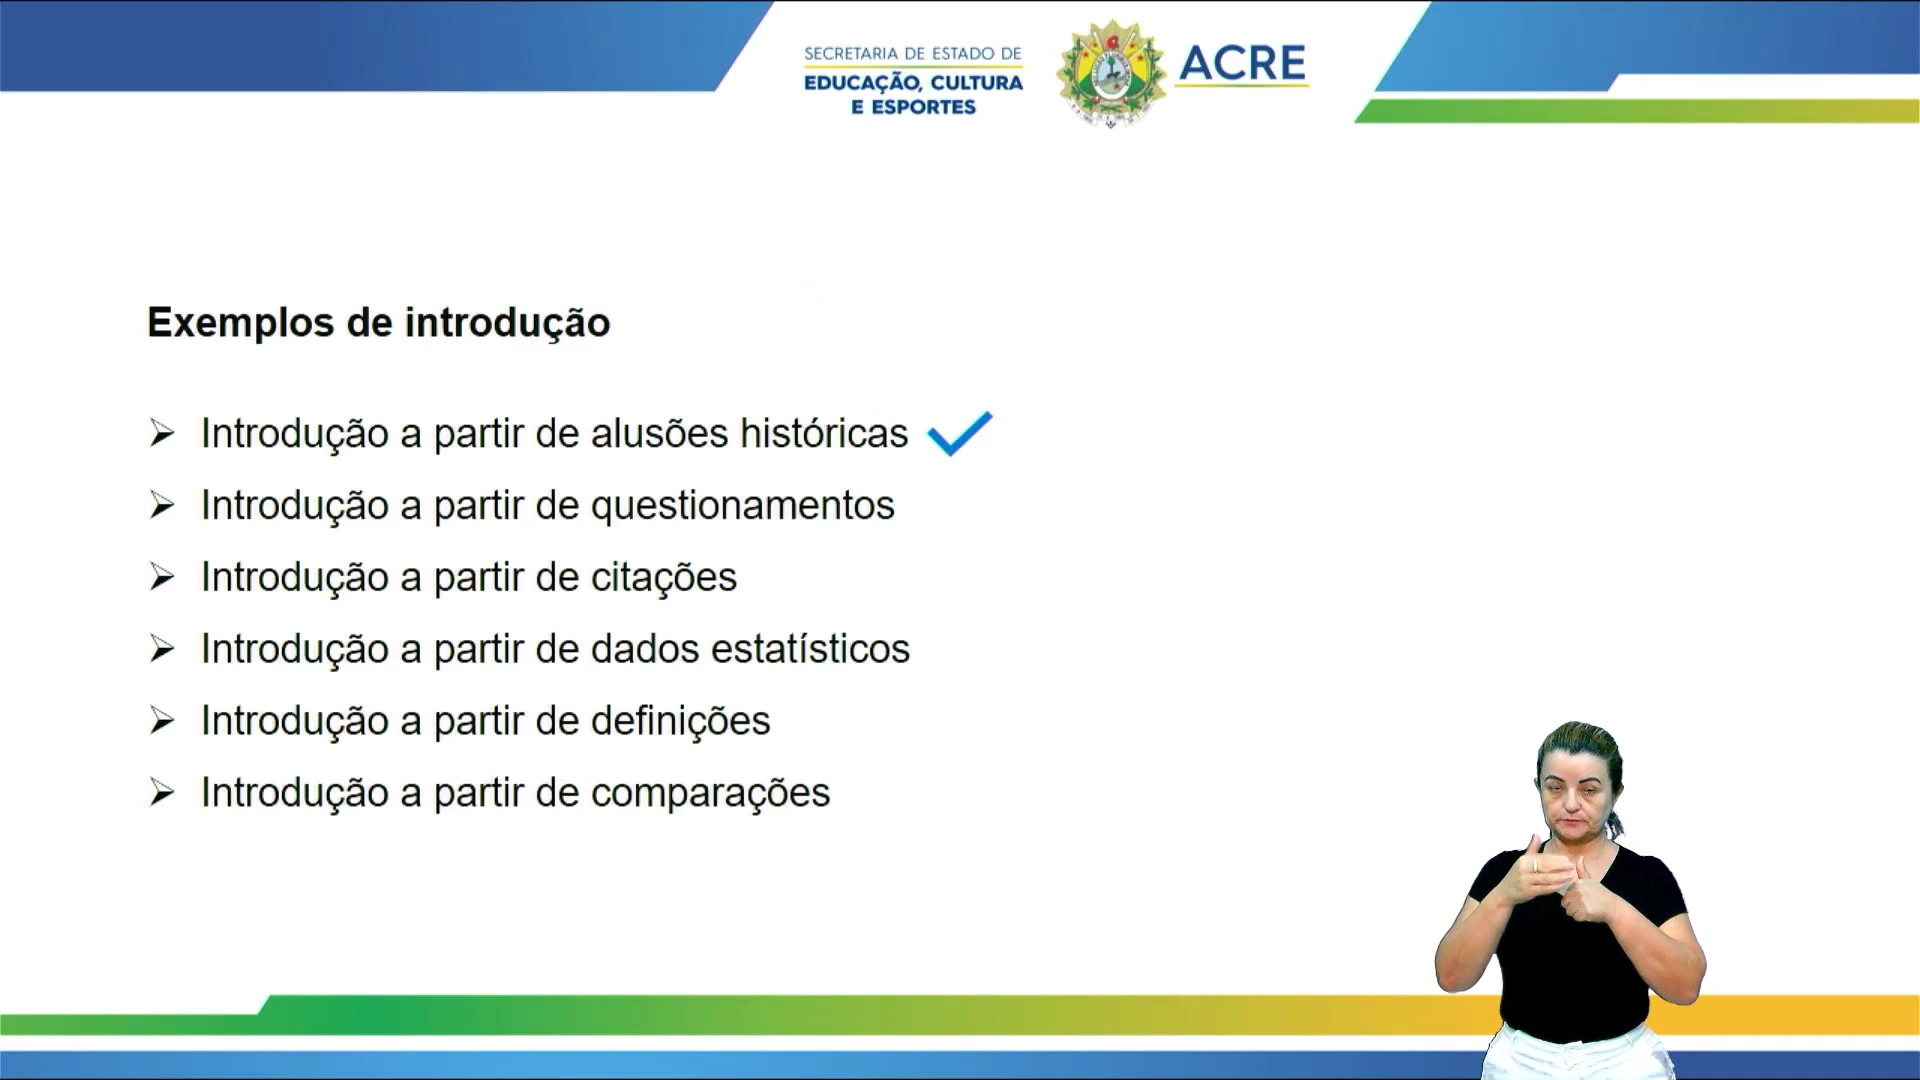 SECRETARIA DE ESTADO DE
EDUCAÇÃO, CULTURA
E ESPORTES
ACRE
Exemplos de introdução
Introdução a partir de alusões históricas
Introdução a partir de questionamentos
Introdução a partir de citações
Introdução a partir de dados estatísticos
Introdução a partir de definições
Introdução a partir de comparações